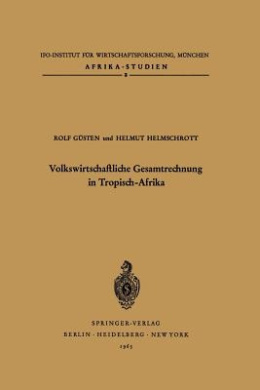 IFO-INSTITUT FÜR WIRTSCHAFTSFORSCHUNG, MÜNCHEN
AFRIKA-STUDIEN
ROLF GÜSTEN und HELMUT HELMSCHROTT
Volkswirtschaftliche Gesamtrechnung
in Tropisch-Afrika
SPRINGER-VERLAG
BERLIN · HEIDELBERG · NEW YORK
1965